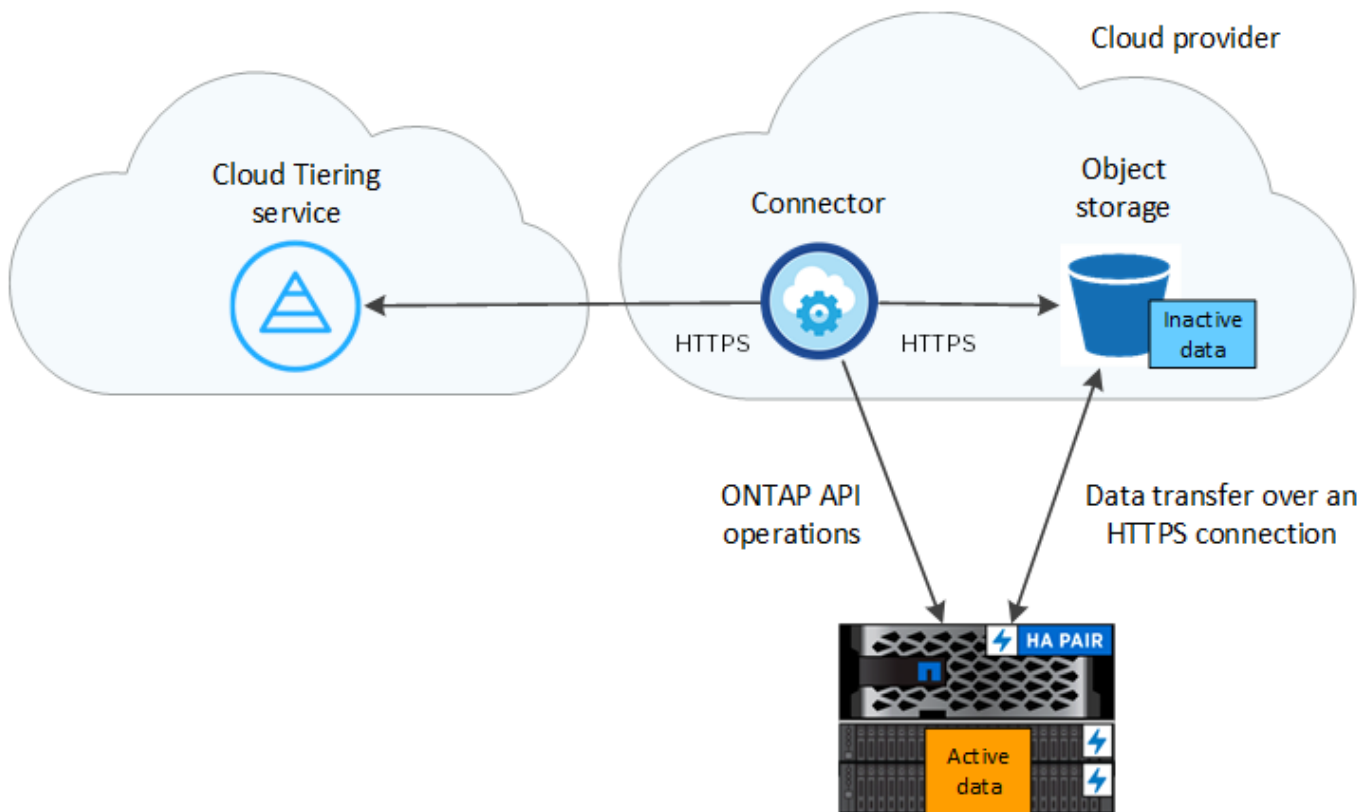 Cloud provider
Cloud Tiering
service
Connector
Object
storage
HTTPS
HTTPS
Inactive
data
ONTAP API
operations
Data transfer over an
HTTPS connection
HA PAIR
Active
data